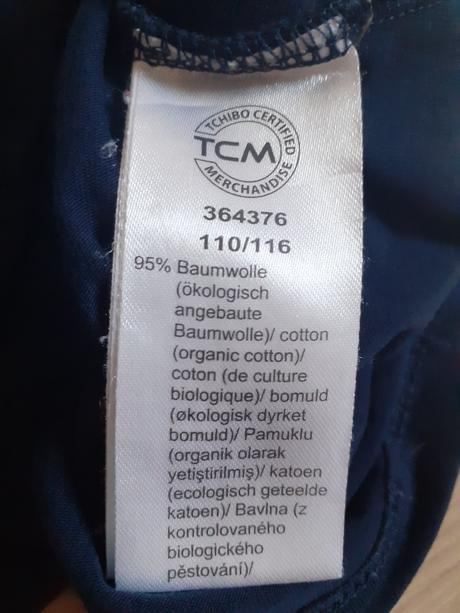 TCHIBO CERTIFIED
TCM
MERCHANDISE
364376
110/116
95% Baumwolle
(ökologisch
angebaute
Baumwolle)/ cotton
(organic cotton)/
coton (de culture
biologique)/ bomuld
(økologisk dyrket
bomuld)/ Pamuklu
(organik olarak
yetiştirilmiş)/ katoen
(ecologisch geteelde
katoen)/ Bavlna (z
kontrolovaného
biologického
pěstování)/